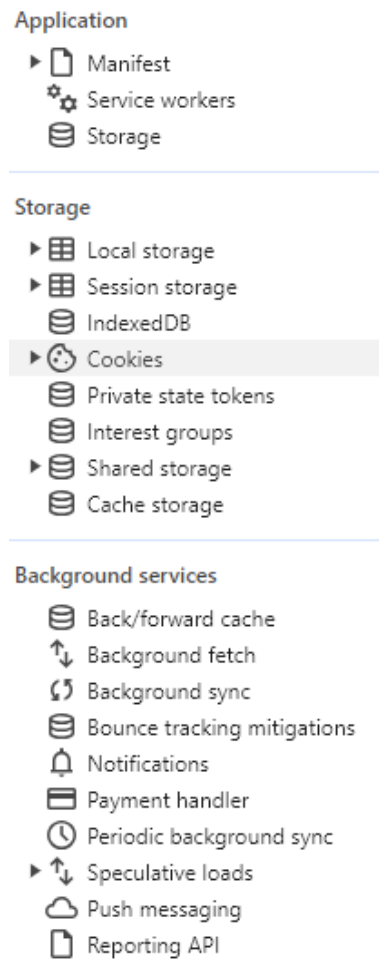 Application
Manifest
Service workers
Storage
Storage
Local storage
Session storage
IndexedDB
Cookies
Private state tokens
Interest groups
Shared storage
Cache storage
Background services
Back/forward cache
Background fetch
Background sync
Bounce tracking mitigations
Notifications
Payment handler
Periodic background sync
Speculative loads
Push messaging
Reporting API